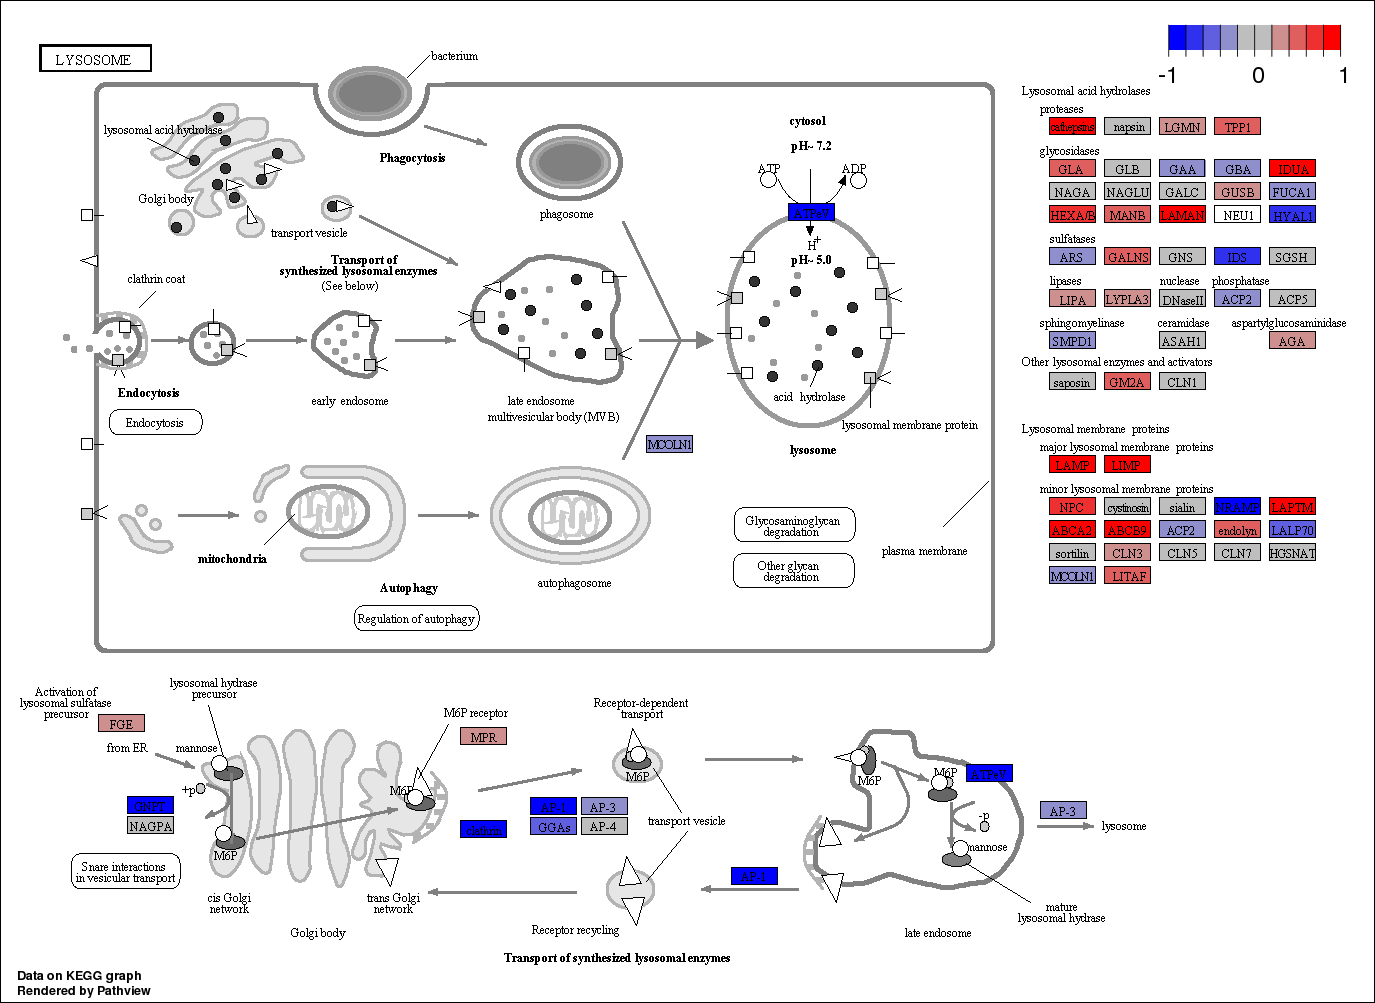 LYSOSOME
bacterium
-1
0
1
lysosomal acid hydrolase
Golgi body
transport vesicle
Phagocytosis
phagosome
Transport of
synthesized lysosomal enzymes
(See below)
clathrin coat
Endocytosis
Endocytosis
early endosome
late endosome
multivesicular body (MVB)
MCOLN1
cytosol
pH~ 7.2
ATP
ADP
H+
pH~ 5.0
acid hydrolase
lysosomal membrane protein
lysosome
mitochondria
Autophagy
Regulation of autophagy
autophagosome
Glycosaminoglycan
degradation
Other glycan
degradation
plasma membrane
Lysosomal acid hydrolases
proteases
cathepsins napsin LGMN TPP1
glycosidases
GLA GLB GAA GBA IDUA
NAGA NAGLU GALC GUSB FUCA1
HEXA/B MANB LAMAN NEU1 HYAL1
sulfatases
ARS GALNS GNS IDS SGSH
lipases nuclease phosphatase
LIPA LYPLA3 DNaseII ACP2 ACP5
sphingomyelinase ceramidase aspartylglucosaminidase
SMPD1 ASAH1 AGA
Other lysosomal enzymes and activators
saposin GM2A CLN1
Lysosomal membrane proteins
major lysosomal membrane proteins
LAMP LIMP
minor lysosomal membrane proteins
NPC cystinosin sialin NRAMP LAPTM
ABCA2 ABCB9 ACP2 endolyn LALP70
sortilin CLN3 CLN5 CLN7 HGSNAT
MCOLN1 LITAF
Activation of
lysosomal sulfatase
precursor
FGE
lysosomal hydrase
precursor
from ER
mannose
+p
GNPT
NAGPA
M6P
Snare interactions
in vesicular transport
cis Golgi
network
Golgi body
trans Golgi
network
M6P receptor
MPR
M6P
clathrin
AP-1 AP-3
GGAs AP-4
Receptor-dependent
transport
M6P
transport vesicle
Receptor recycling
AP-1
M6P
M6P
ATPeV
-p
mannose
AP-3
lysosome
mature
lysosomal hydrase
late endosome
Transport of synthesized lysosomal enzymes
Data on KEGG graph
Rendered by Pathview